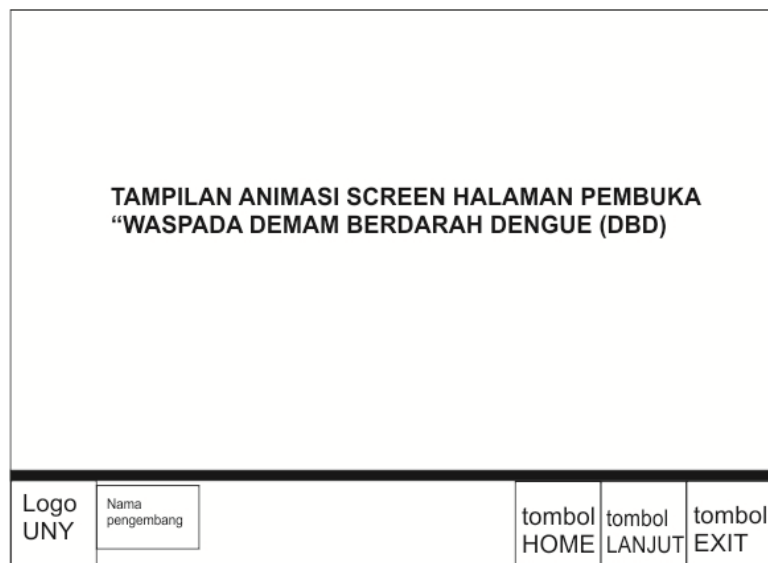 TAMPILAN ANIMASI SCREEN HALAMAN PEMBUKA
“WASPADA DEMAM BERDARAH DENGUE (DBD)
Logo
UNY
Nama
pengembang
tombol
HOME
tombol
LANJUT
tombol
EXIT